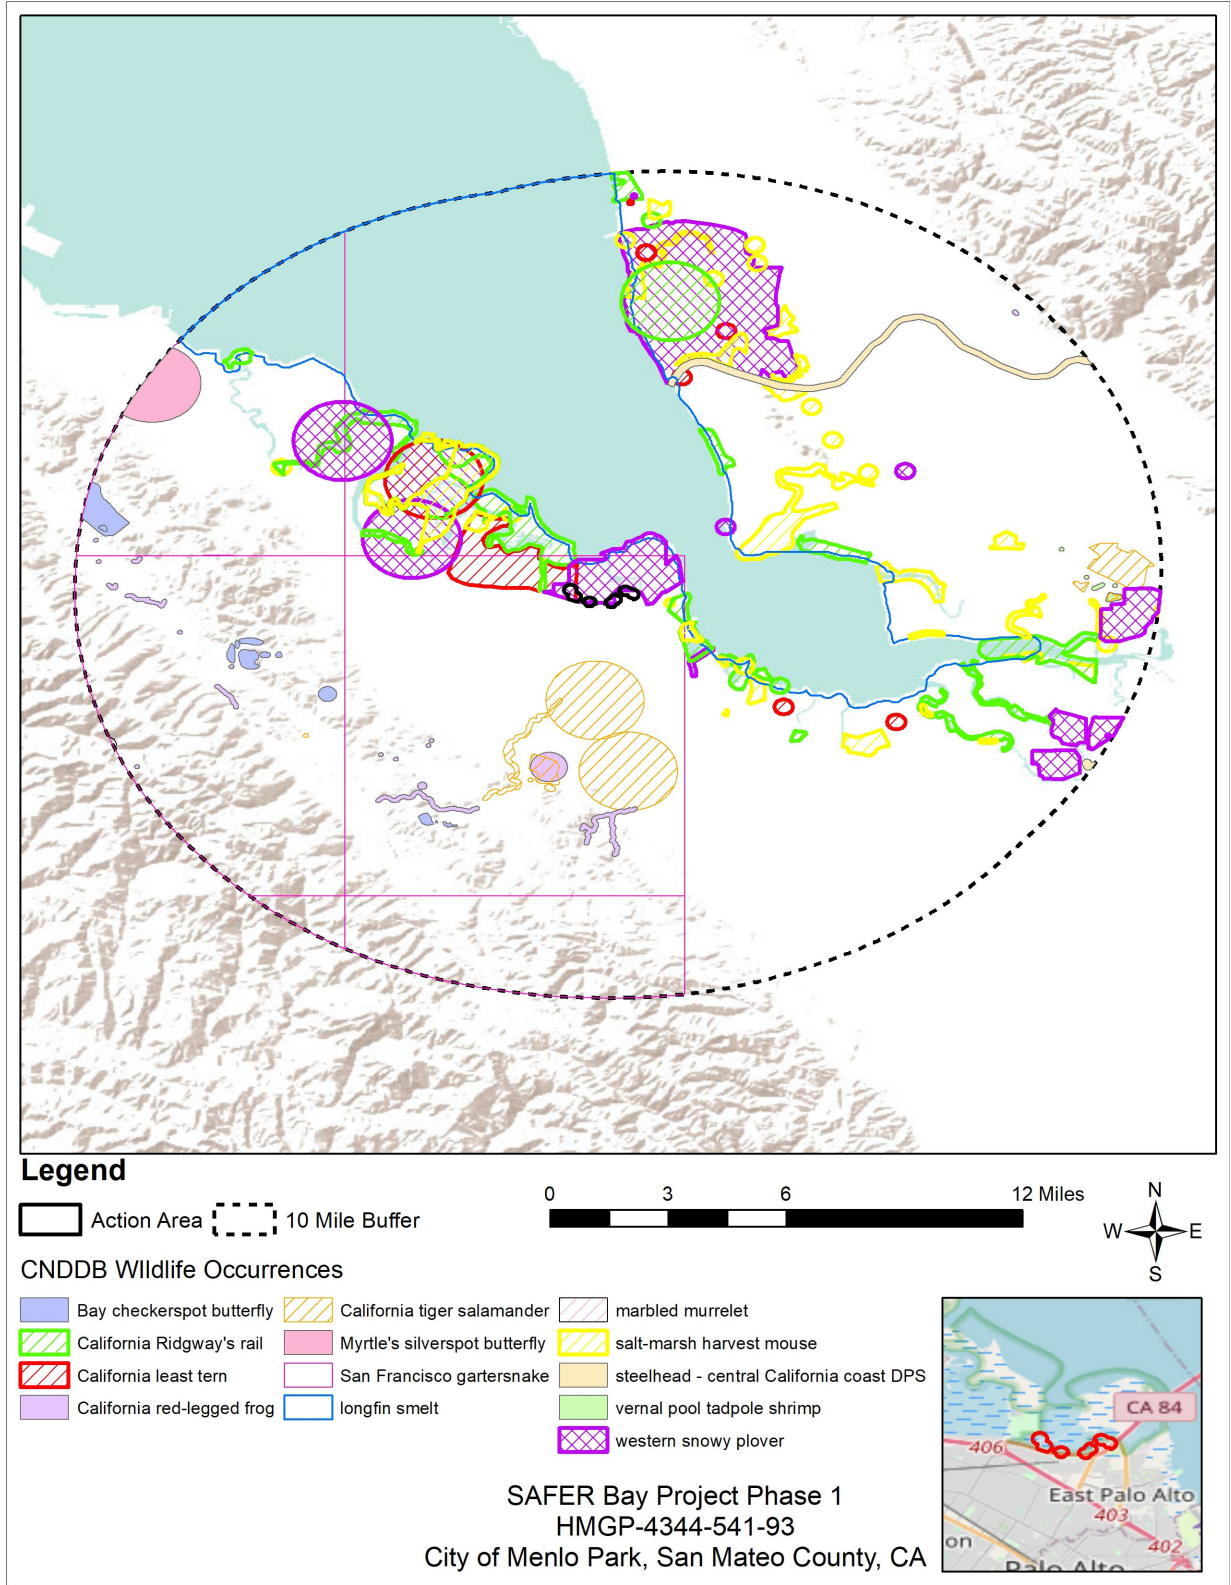 Legend
Action Area
10 Mile Buffer
0 3 6 12 Miles
N
W E
S
CNDDB WIldlife Occurrences
Bay checkerspot butterfly
California Ridgway's rail
California least tern
California red-legged frog
California tiger salamander
Myrtle's silverspot butterfly
San Francisco gartersnake
longfin smelt
marbled murrelet
salt-marsh harvest mouse
steelhead - central California coast DPS
vernal pool tadpole shrimp
western snowy plover
SAFER Bay Project Phase 1
HMGP-4344-541-93
City of Menlo Park, San Mateo County, CA
CA 84
406
East Palo Alto
403
on
402
Palo Alto